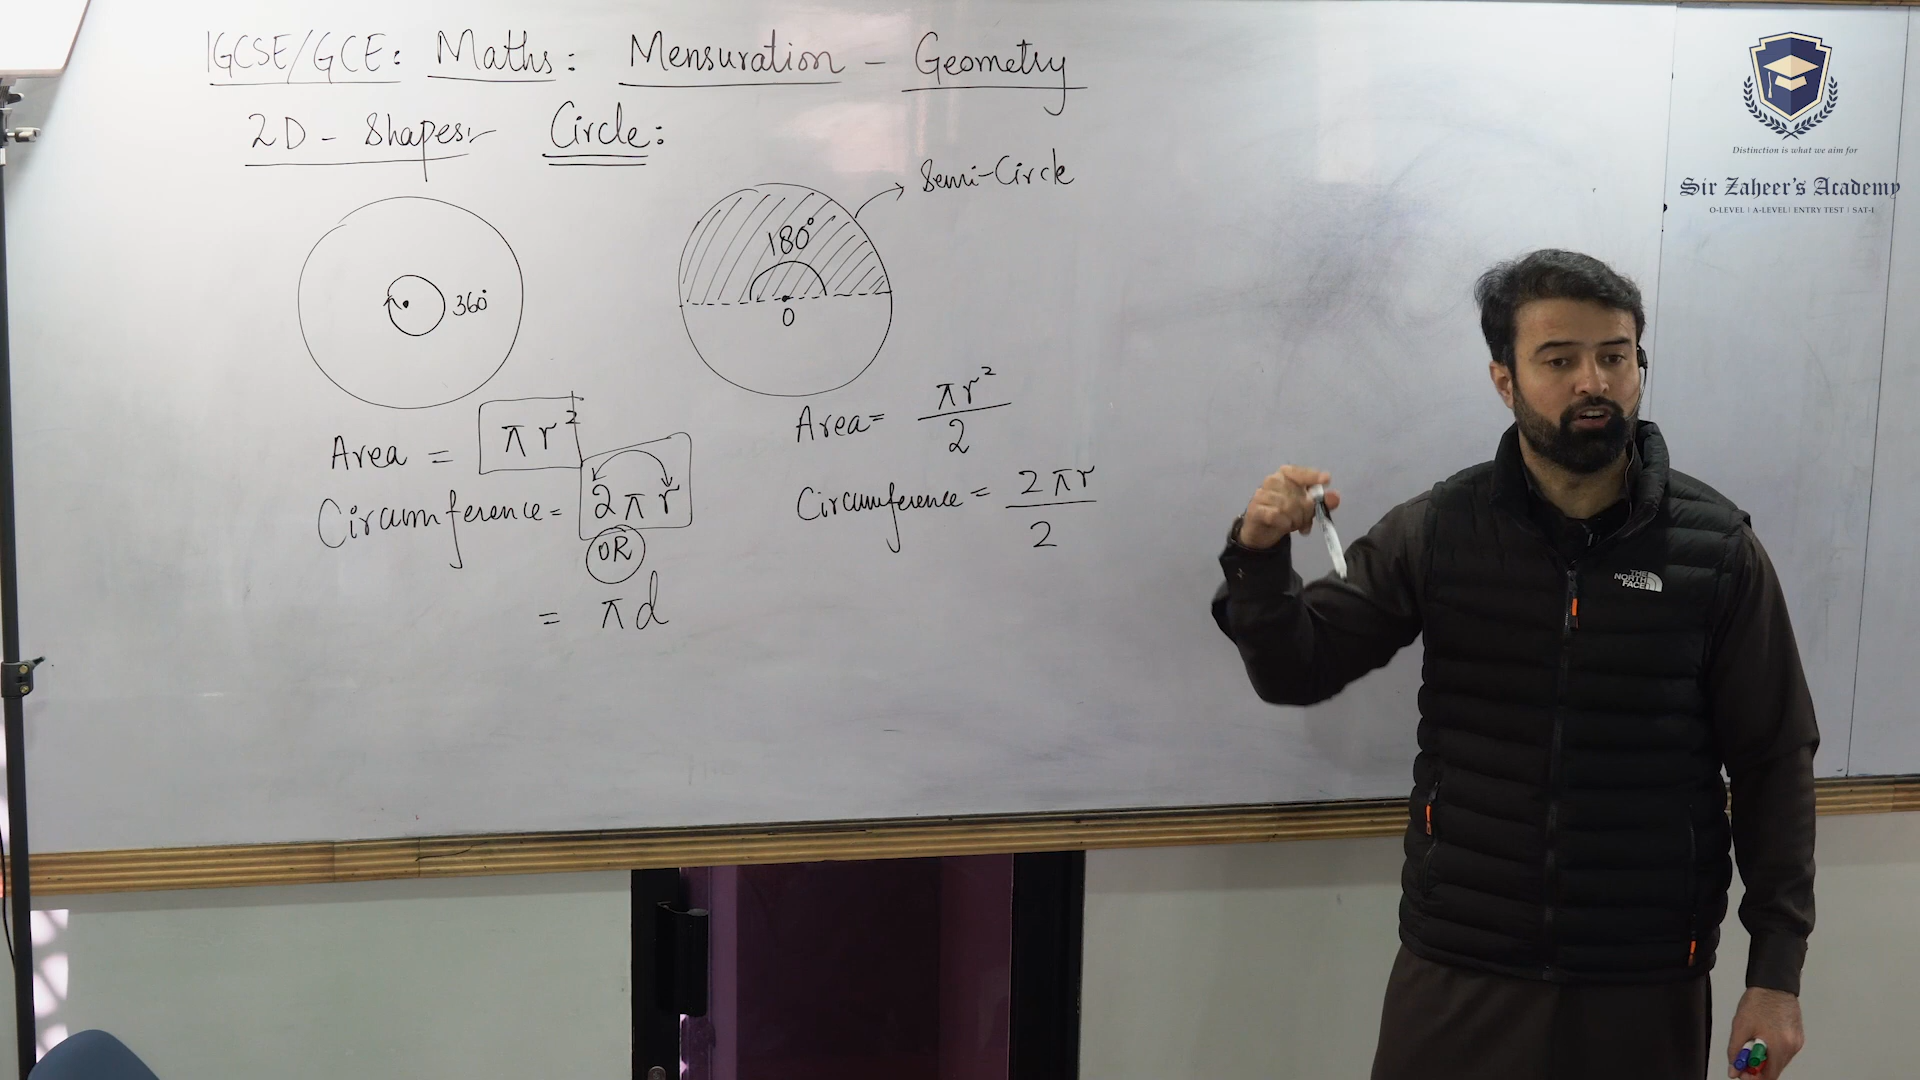 IGCSE/GCE: Maths: Mensuration - Geometry
2D - Shapes:- Circle:
360°
180°
O
Semi-Circle
Area = πr²
Circumference = 2πr
OR
= πd
Area = πr²/2
Circumference = 2πr/2
Distinction is what we aim for
Sir Zaheer's Academy
O-LEVEL | A-LEVEL | ENTRY TEST | SAT-I
THE
NORTH
FACE